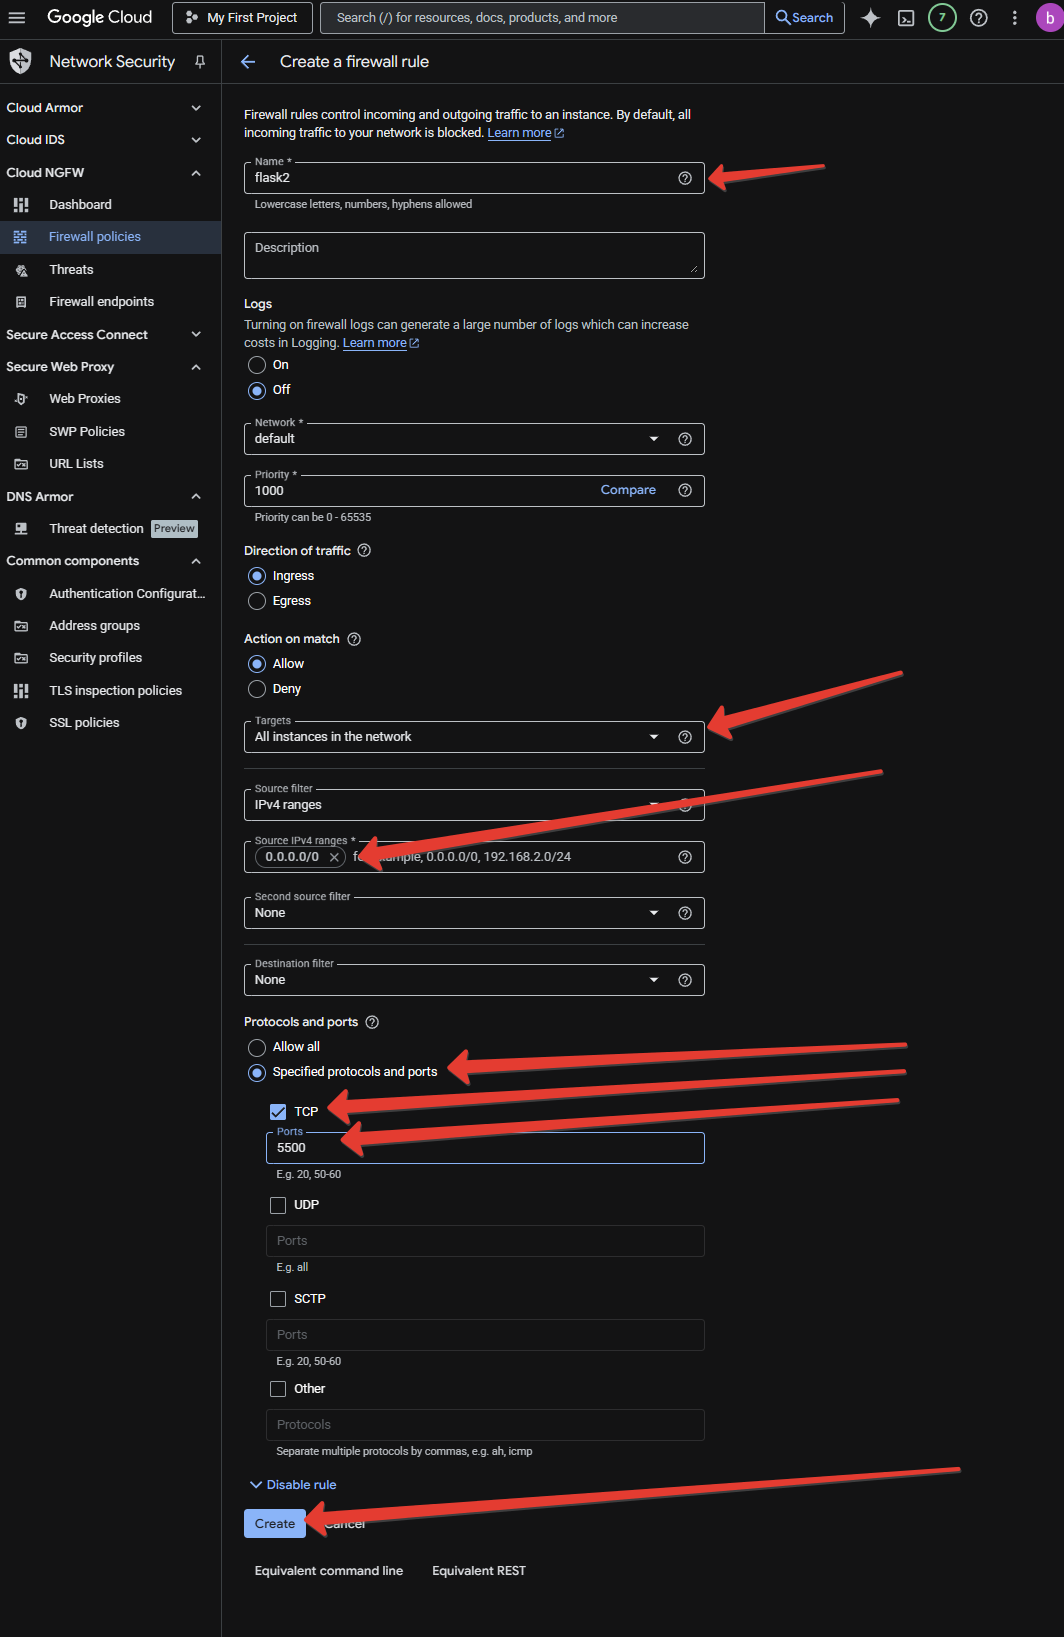 Google Cloud
My First Project
Search (/) for resources, docs, products, and more
Search
7
b
Network Security
Create a firewall rule
Cloud Armor
Cloud IDS
Cloud NGFW
Dashboard
Firewall policies
Threats
Firewall endpoints
Secure Access Connect
Secure Web Proxy
Web Proxies
SWP Policies
URL Lists
DNS Armor
Threat detection Preview
Common components
Authentication Configurat...
Address groups
Security profiles
TLS inspection policies
SSL policies
Firewall rules control incoming and outgoing traffic to an instance. By default, all
incoming traffic to your network is blocked. Learn more
Name *
flask2
Lowercase letters, numbers, hyphens allowed
Description
Logs
Turning on firewall logs can generate a large number of logs which can increase
costs in Logging. Learn more
On
Off
Network *
default
Priority *
1000
Compare
Priority can be 0 - 65535
Direction of traffic
Ingress
Egress
Action on match
Allow
Deny
Targets
All instances in the network
Source filter
IPv4 ranges
Source IPv4 ranges *
0.0.0.0/0 for example, 0.0.0.0/0, 192.168.2.0/24
Second source filter
None
Destination filter
None
Protocols and ports
Allow all
Specified protocols and ports
TCP
Ports
5500
E.g. 20, 50-60
UDP
Ports
E.g. all
SCTP
Ports
E.g. 20, 50-60
Other
Protocols
Separate multiple protocols by commas, e.g. ah, icmp
Disable rule
Create Cancel
Equivalent command line Equivalent REST